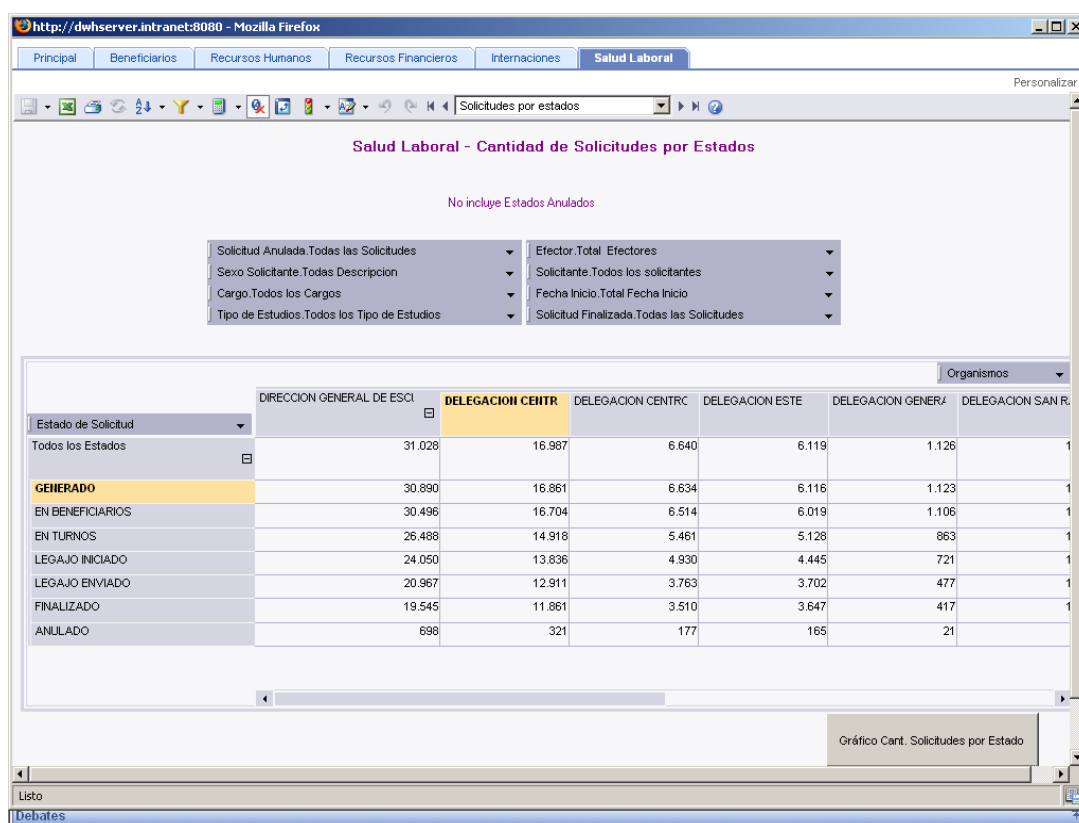 http://dwhserver.intranet:8080 - Mozilla Firefox
Principal Beneficiarios Recursos Humanos Recursos Financieros Internaciones Salud Laboral
Personalizar
Solicitudes por estados
Salud Laboral - Cantidad de Solicitudes por Estados
No incluye Estados Anulados
Solicitud Anulada.Todas las Solicitudes Efector.Total Efectores
Sexo Solicitante.Todas Descripcion Solicitante.Todos los solicitantes
Cargo.Todos los Cargos Fecha Inicio.Total Fecha Inicio
Tipo de Estudios.Todos los Tipo de Estudios Solicitud Finalizada.Todas las Solicitudes
Organismos
DIRECCION GENERAL DE ESCU DELEGACION CENTR DELEGACION CENTRO DELEGACION ESTE DELEGACION GENERA DELEGACION SAN R
Estado de Solicitud
Todos los Estados 31.028 16.987 6.640 6.119 1.126 1
GENERADO 30.890 16.861 6.634 6.116 1.123 1
EN BENEFICIARIOS 30.496 16.704 6.514 6.019 1.106 1
EN TURNOS 26.488 14.918 5.461 5.128 863 1
LEGAJO INICIADO 24.050 13.836 4.930 4.445 721 1
LEGAJO ENVIADO 20.967 12.911 3.763 3.702 477 1
FINALIZADO 19.545 11.861 3.510 3.647 417 1
ANULADO 698 321 177 165 21
Gráfico Cant. Solicitudes por Estado
Listo
Debates